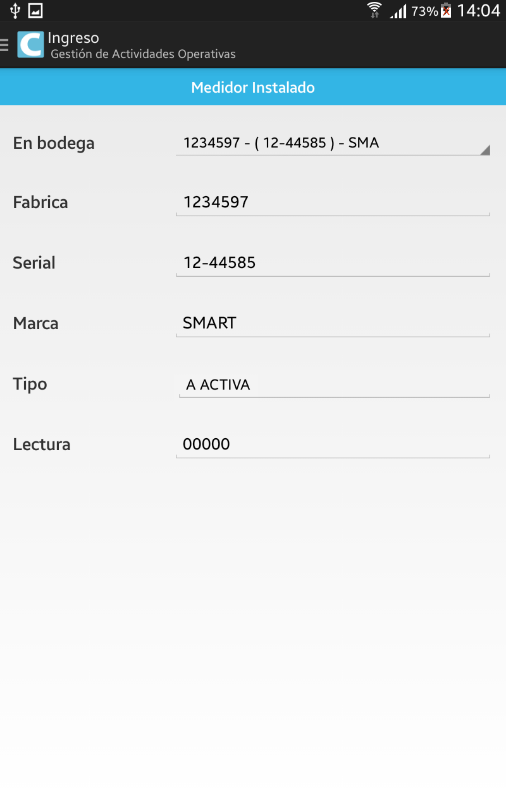 73% 14:04
Ingreso
Gestión de Actividades Operativas
Medidor Instalado
En bodega 1234597 - ( 12-44585 ) - SMA
Fabrica 1234597
Serial 12-44585
Marca SMART
Tipo A ACTIVA
Lectura 00000